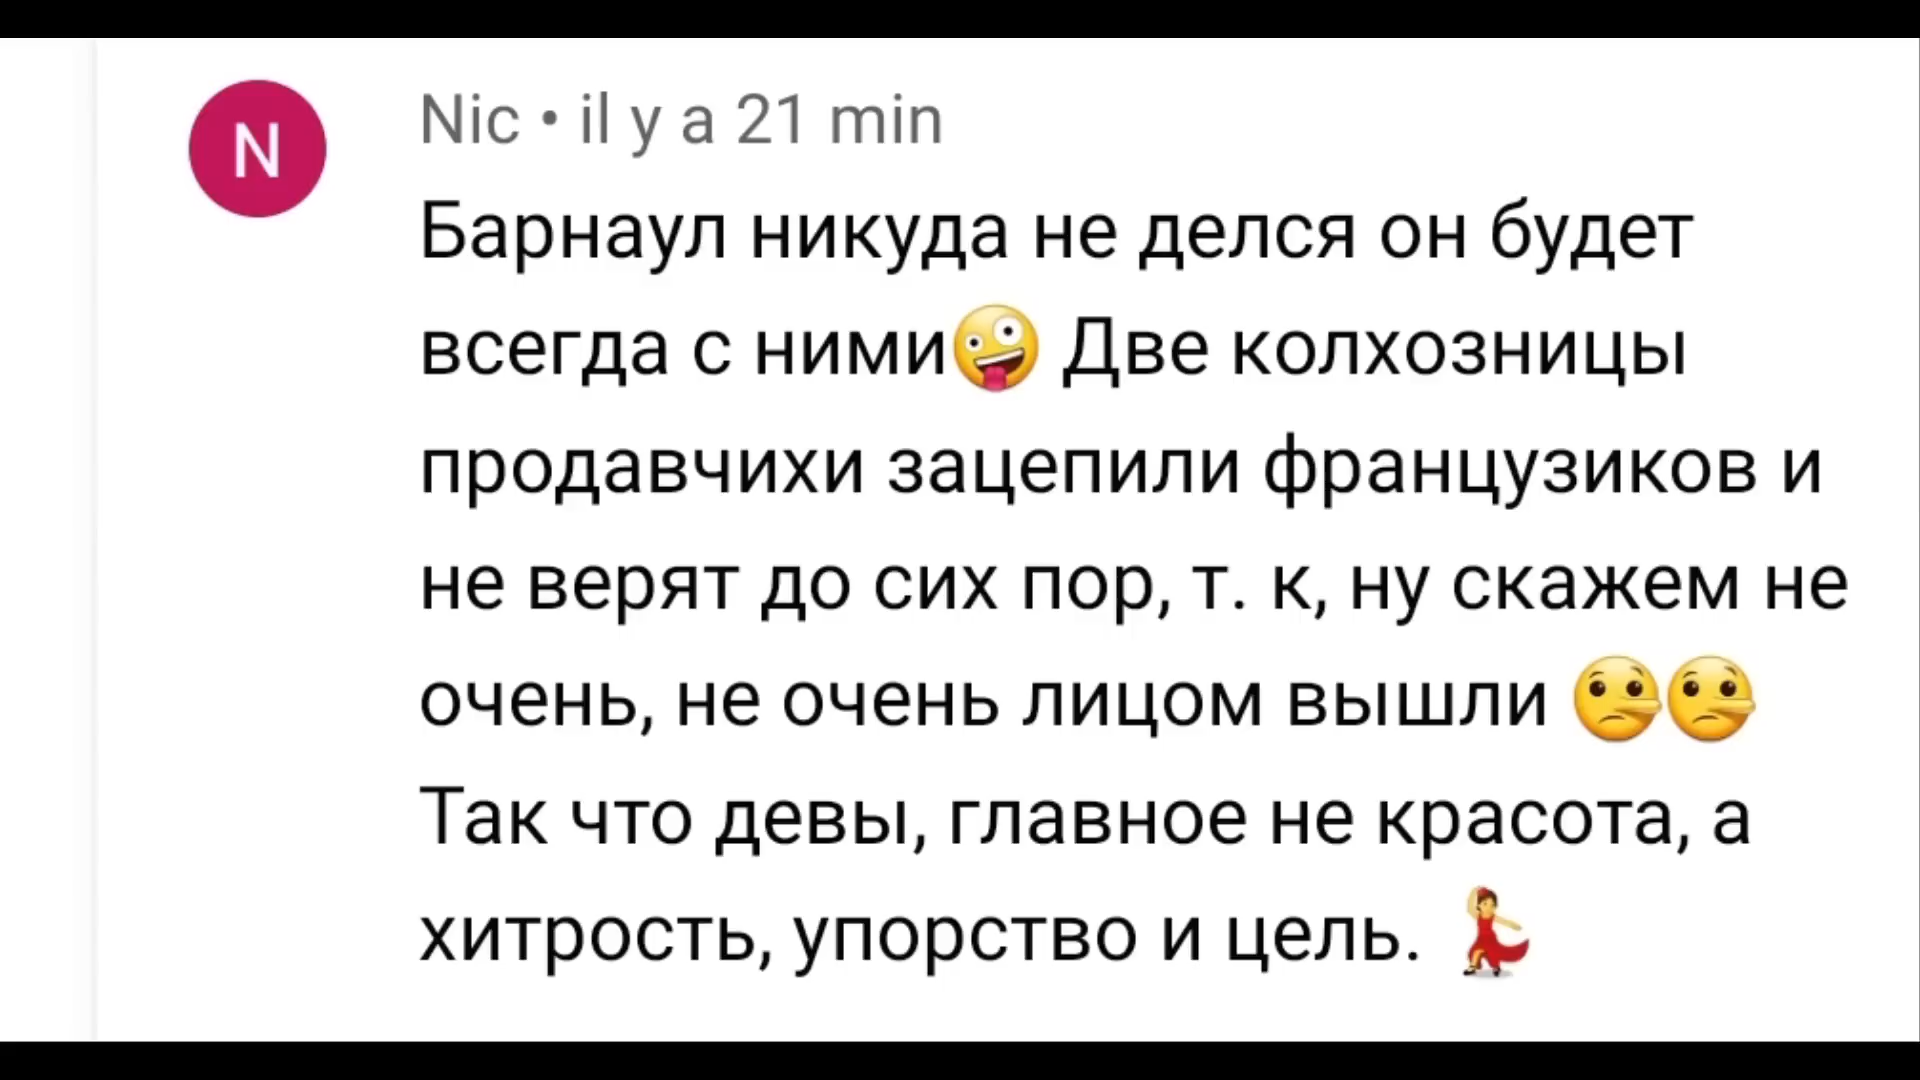 N
Nic • il y a 21 min
Барнаул никуда не делся он будет
всегда с ними🤪 Две колхозницы
продавчихи зацепили французиков и
не верят до сих пор, т. к, ну скажем не
очень, не очень лицом вышли 🤥🤥
Так что девы, главное не красота, а
хитрость, упорство и цель. 💃